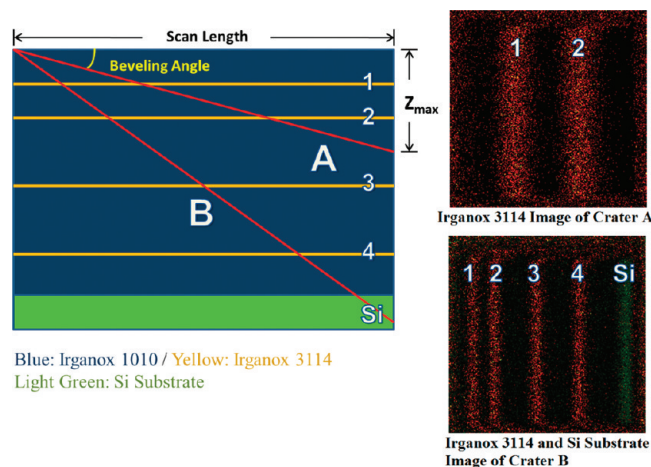 Scan Length
Beveling Angle
1
2
3
4
Si
A
B
Zmax
Blue: Irganox 1010 / Yellow: Irganox 3114
Light Green: Si Substrate
1 2
Irganox 3114 Image of Crater A
1 2 3 4 Si
Irganox 3114 and Si Substrate
Image of Crater B